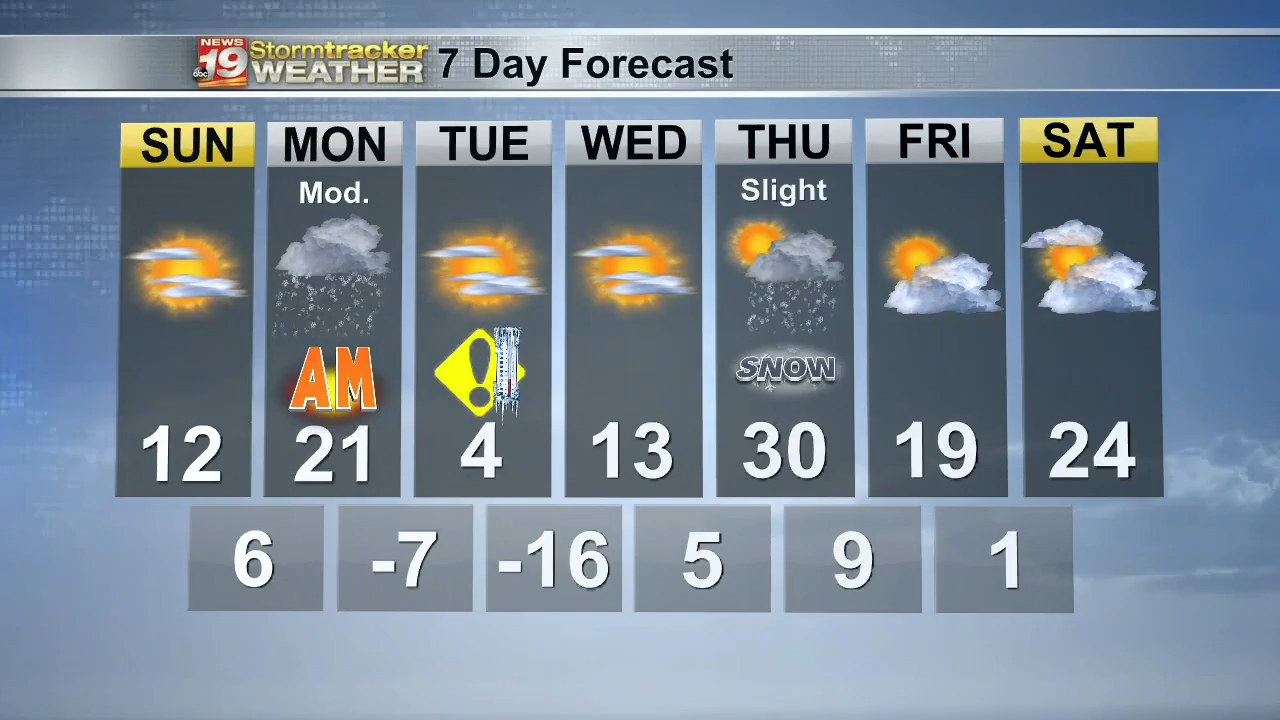 NEWS
abc 19
Stormtracker
WEATHER
7 Day Forecast
SUN MON TUE WED THU FRI SAT
Mod. Slight
AM SNOW
12 21 4 13 30 19 24
6 -7 -16 5 9 1